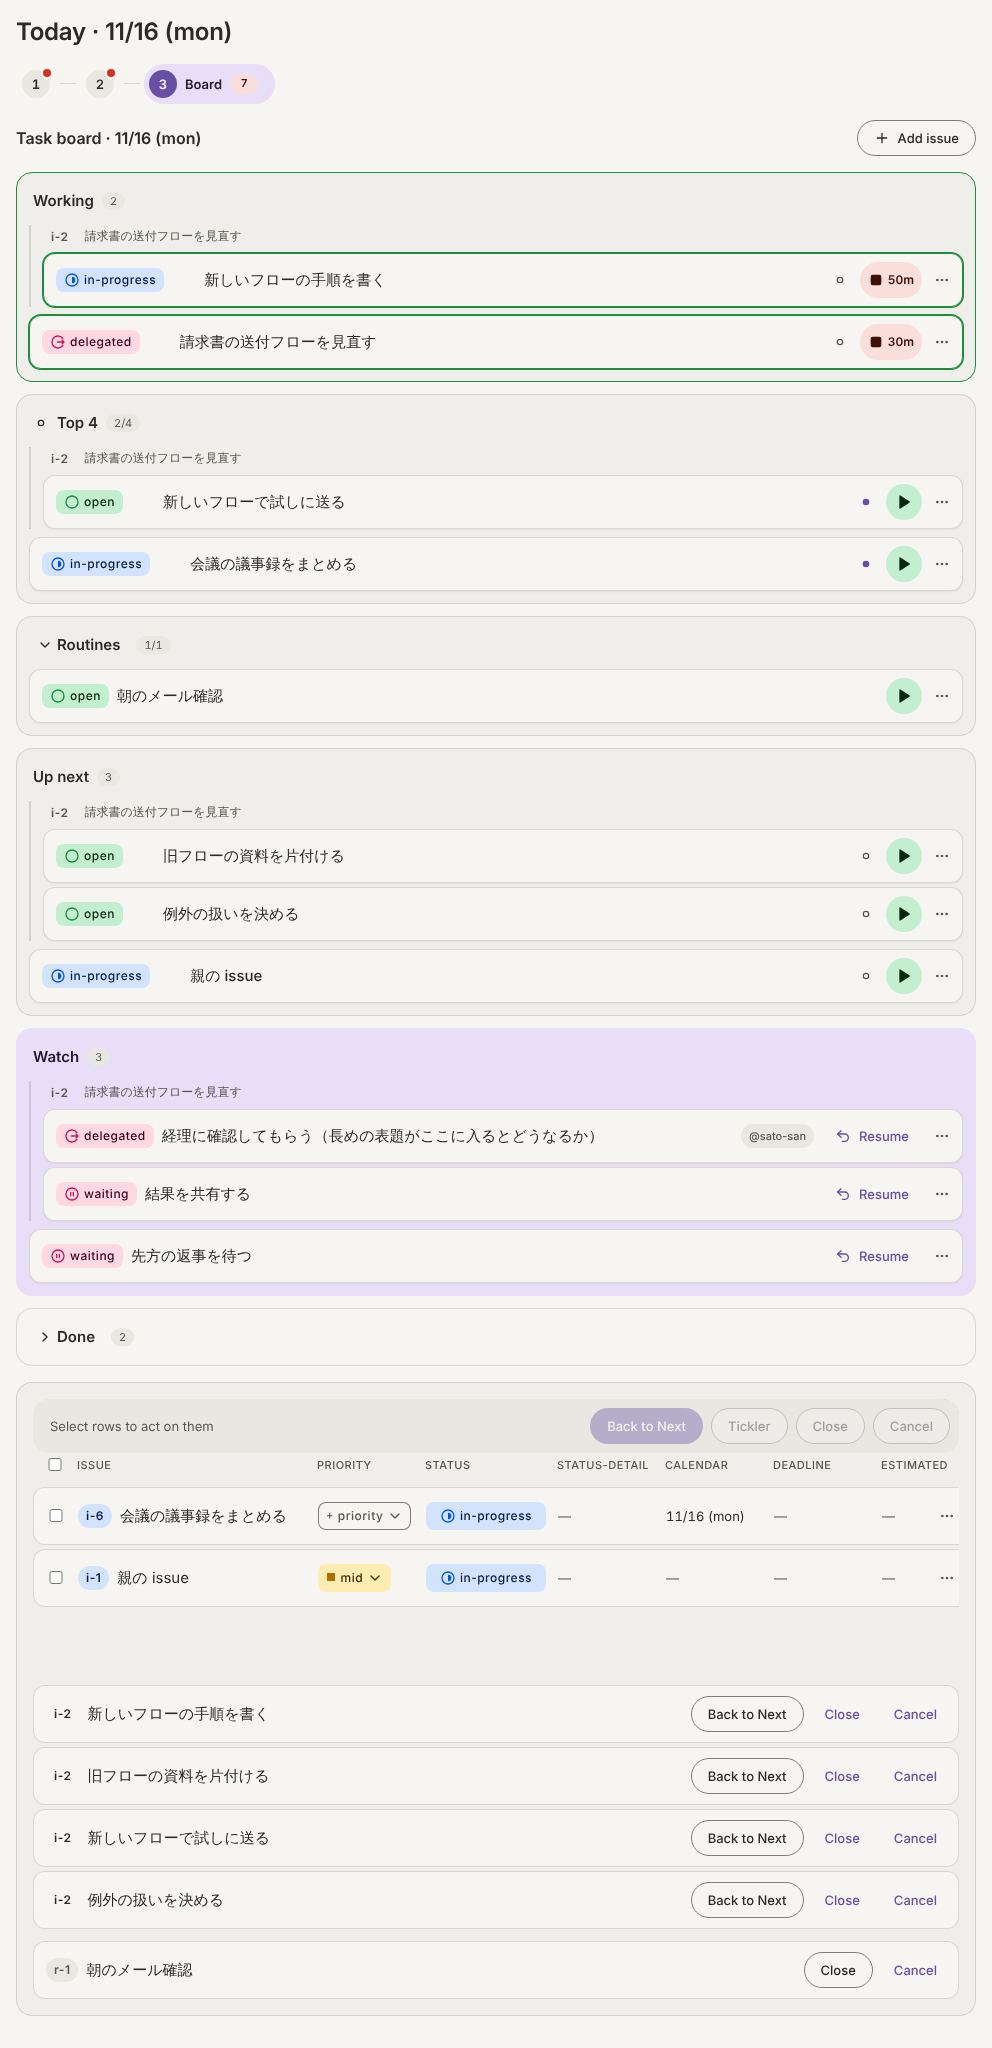 Today · 11/16 (mon)
1 — 2 — 3 Board 7
Task board · 11/16 (mon) + Add issue
Working 2
i-2 請求書の送付フローを見直す
in-progress 新しいフローの手順を書く 50m ...
delegated 請求書の送付フローを見直す 30m ...
Top 4 2/4
i-2 請求書の送付フローを見直す
open 新しいフローで試しに送る ...
in-progress 会議の議事録をまとめる ...
Routines 1/1
open 朝のメール確認 ...
Up next 3
i-2 請求書の送付フローを見直す
open 旧フローの資料を片付ける ...
open 例外の扱いを決める ...
in-progress 親の issue ...
Watch 3
i-2 請求書の送付フローを見直す
delegated 経理に確認してもらう（長めの表題がここに入るとどうなるか） @sato-san Resume ...
waiting 結果を共有する Resume ...
waiting 先方の返事を待つ Resume ...
Done 2
Select rows to act on them Back to Next Tickler Close Cancel
ISSUE PRIORITY STATUS STATUS-DETAIL CALENDAR DEADLINE ESTIMATED
i-6 会議の議事録をまとめる + priority in-progress — 11/16 (mon) — — ...
i-1 親の issue mid in-progress — — — — ...
i-2 新しいフローの手順を書く Back to Next Close Cancel
i-2 旧フローの資料を片付ける Back to Next Close Cancel
i-2 新しいフローで試しに送る Back to Next Close Cancel
i-2 例外の扱いを決める Back to Next Close Cancel
r-1 朝のメール確認 Close Cancel